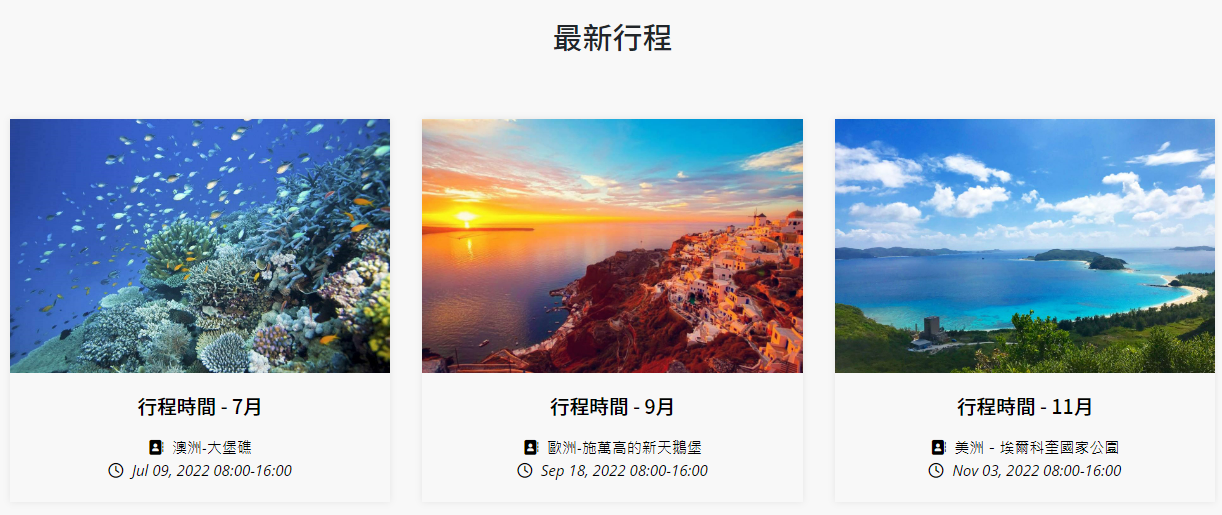 最新行程
行程時間 - 7月
澳洲-大堡礁
Jul 09, 2022 08:00-16:00
行程時間 - 9月
歐洲-施萬高的新天鵝堡
Sep 18, 2022 08:00-16:00
行程時間 - 11月
美洲 - 埃爾科奎國家公園
Nov 03, 2022 08:00-16:00